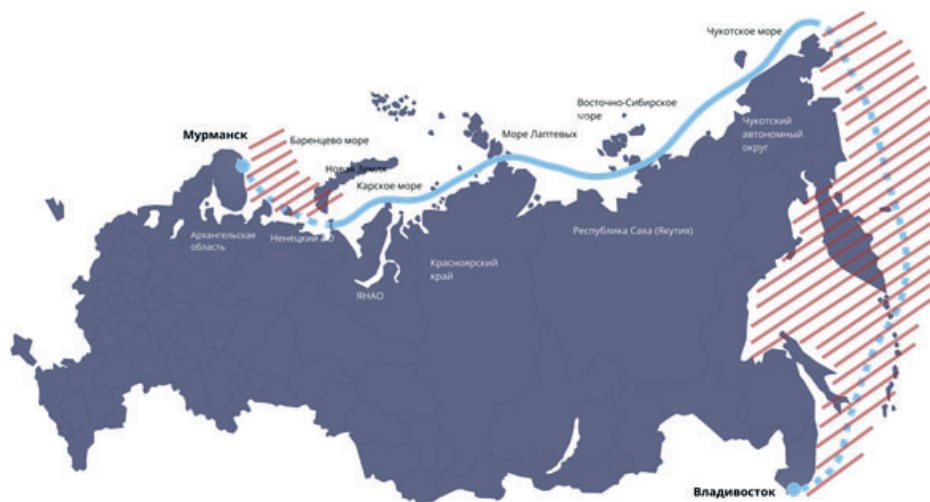 Чукотское море
Восточно-Сибирское
море
Мурманск
Баренцево море
Море Лаптевых
Чукотский
автономный
округ
Новая Земля
Карское море
Архангельская
область
Ненецкий АО
Республика Саха (Якутия)
Красноярский
край
ЯНАО
Владивосток